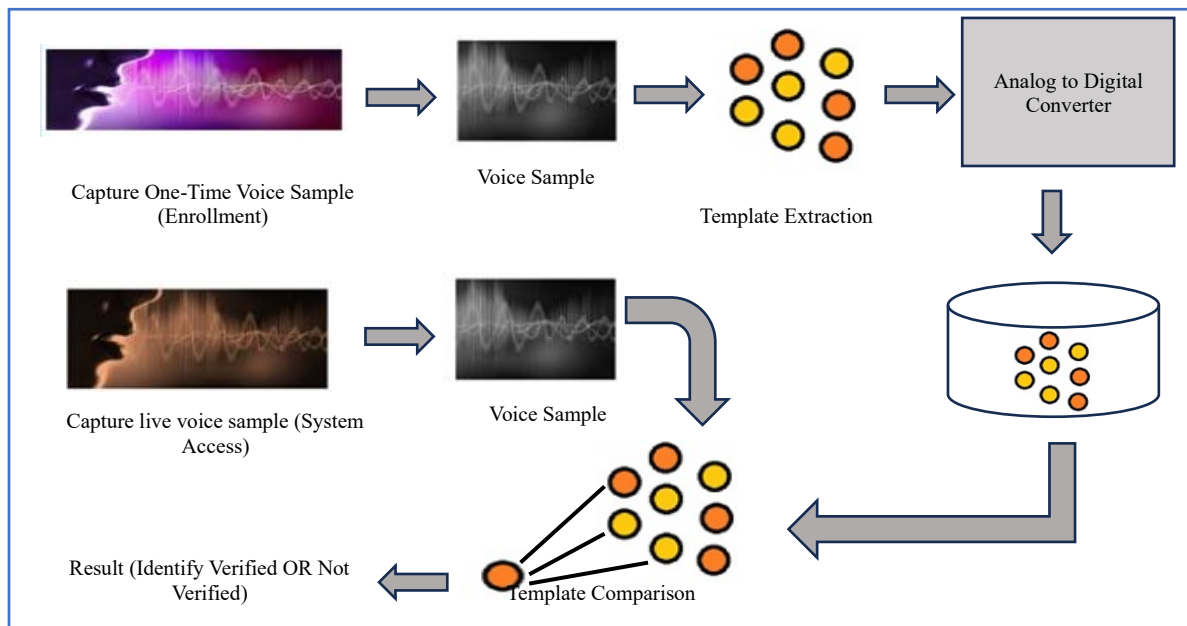 Analog to Digital
Converter
Voice Sample
Capture One-Time Voice Sample
(Enrollment)
Template Extraction
Voice Sample
Capture live voice sample (System
Access)
Result (Identify Verified OR Not
Verified)
Template Comparison